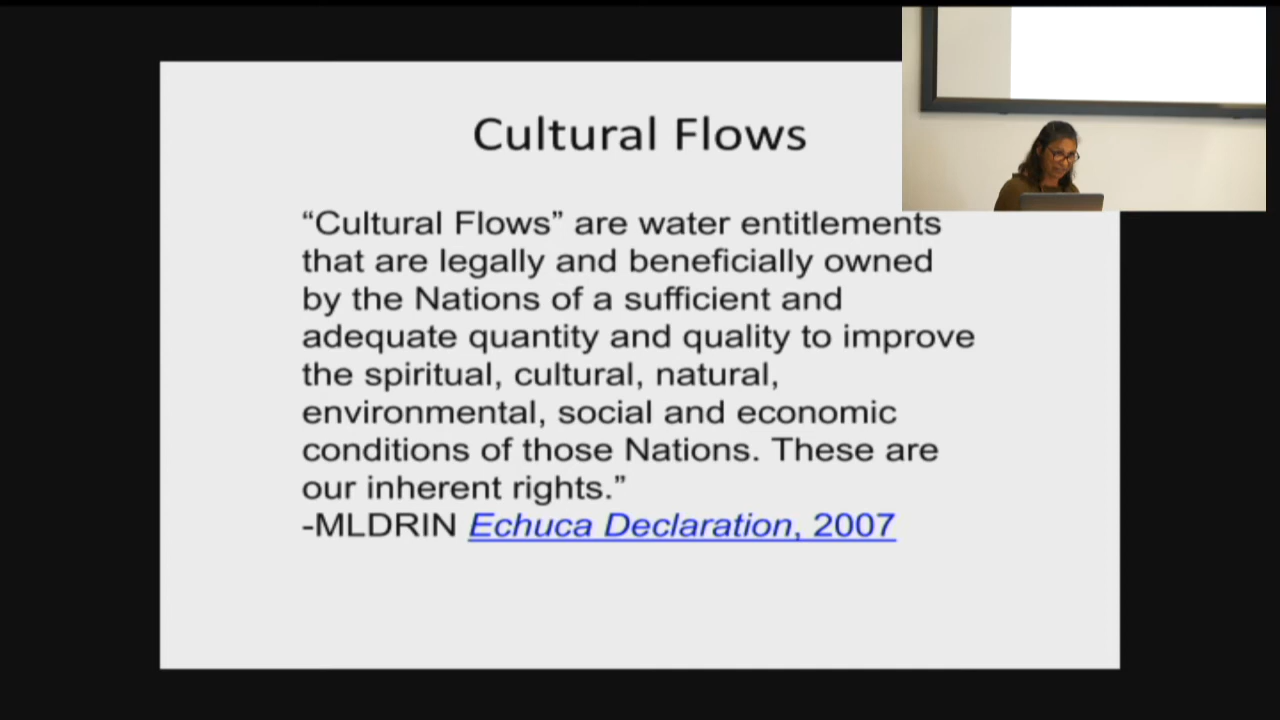 Cultural Flows
“Cultural Flows” are water entitlements
that are legally and beneficially owned
by the Nations of a sufficient and
adequate quantity and quality to improve
the spiritual, cultural, natural,
environmental, social and economic
conditions of those Nations. These are
our inherent rights.”
-MLDRIN Echuca Declaration, 2007